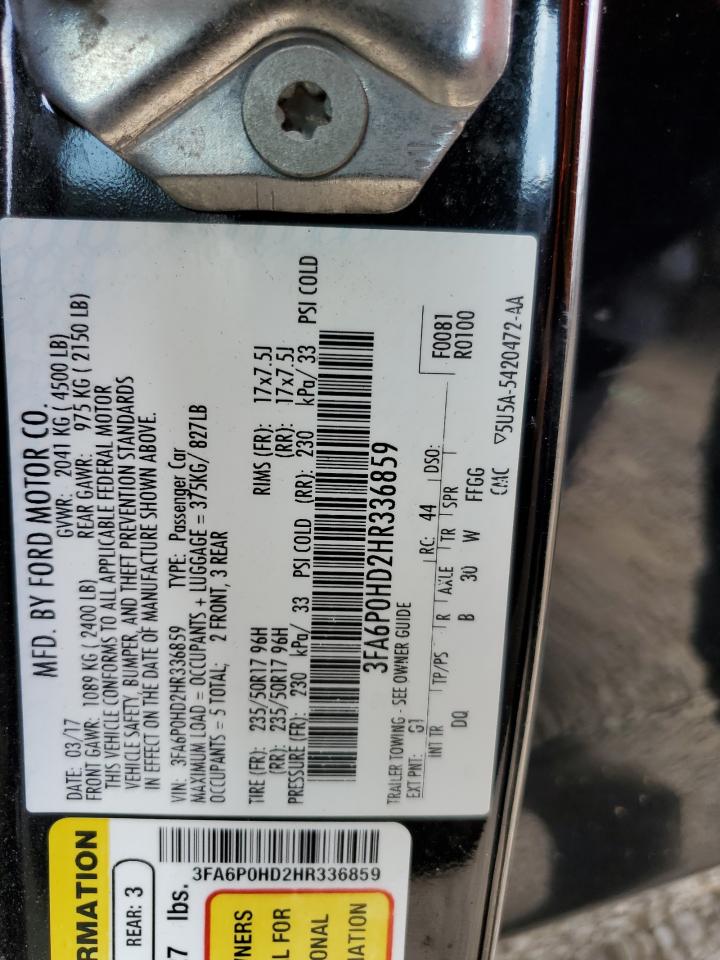 MFD. BY FORD MOTOR CO.
DATE: 03/17 GVWR: 2041 KG ( 4500 LB)
FRONT GAWR: 1089 KG ( 2400 LB) REAR GAWR: 975 KG ( 2150 LB)
THIS VEHICLE CONFORMS TO ALL APPLICABLE FEDERAL MOTOR
VEHICLE SAFETY, BUMPER, AND THEFT PREVENTION STANDARDS
IN EFFECT ON THE DATE OF MANUFACTURE SHOWN ABOVE.
VIN: 3FA6P0HD2HR336859 TYPE: Passenger Car
MAXIMUM LOAD = OCCUPANTS + LUGGAGE = 375KG/ 827LB
OCCUPANTS = 5 TOTAL; 2 FRONT, 3 REAR
TIRE (FR): 235/50R17 96H RIMS (FR): 17x7.5J
(RR): 235/50R17 96H (RR): 17x7.5J
PRESSURE (FR): 230 kPa/ 33 PSI COLD (RR): 230 kPa/ 33 PSI COLD
3FA6P0HD2HR336859
TRAILER TOWING - SEE OWNER GUIDE
EXT PNT: G1 RC: 44 DSO: F0081
R0100
INT TR TP/PS R AXLE TR SPR
DQ B 30 W FFGG
CMC ▽5U5A-5420472-AA
RMATION
REAR: 3
7 lbs.
3FA6P0HD2HR336859
NERS
L FOR
ONAL
ATION